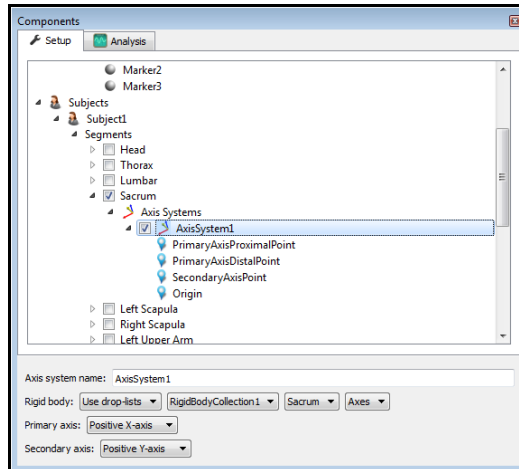 Components
Setup Analysis
Marker2
Marker3
Subjects
Subject1
Segments
Head
Thorax
Lumbar
Sacrum
Axis Systems
AxisSystem1
PrimaryAxisProximalPoint
PrimaryAxisDistalPoint
SecondaryAxisPoint
Origin
Left Scapula
Right Scapula
Left Upper Arm
Axis system name: AxisSystem1
Rigid body: Use drop-lists RigidBodyCollection1 Sacrum Axes
Primary axis: Positive X-axis
Secondary axis: Positive Y-axis